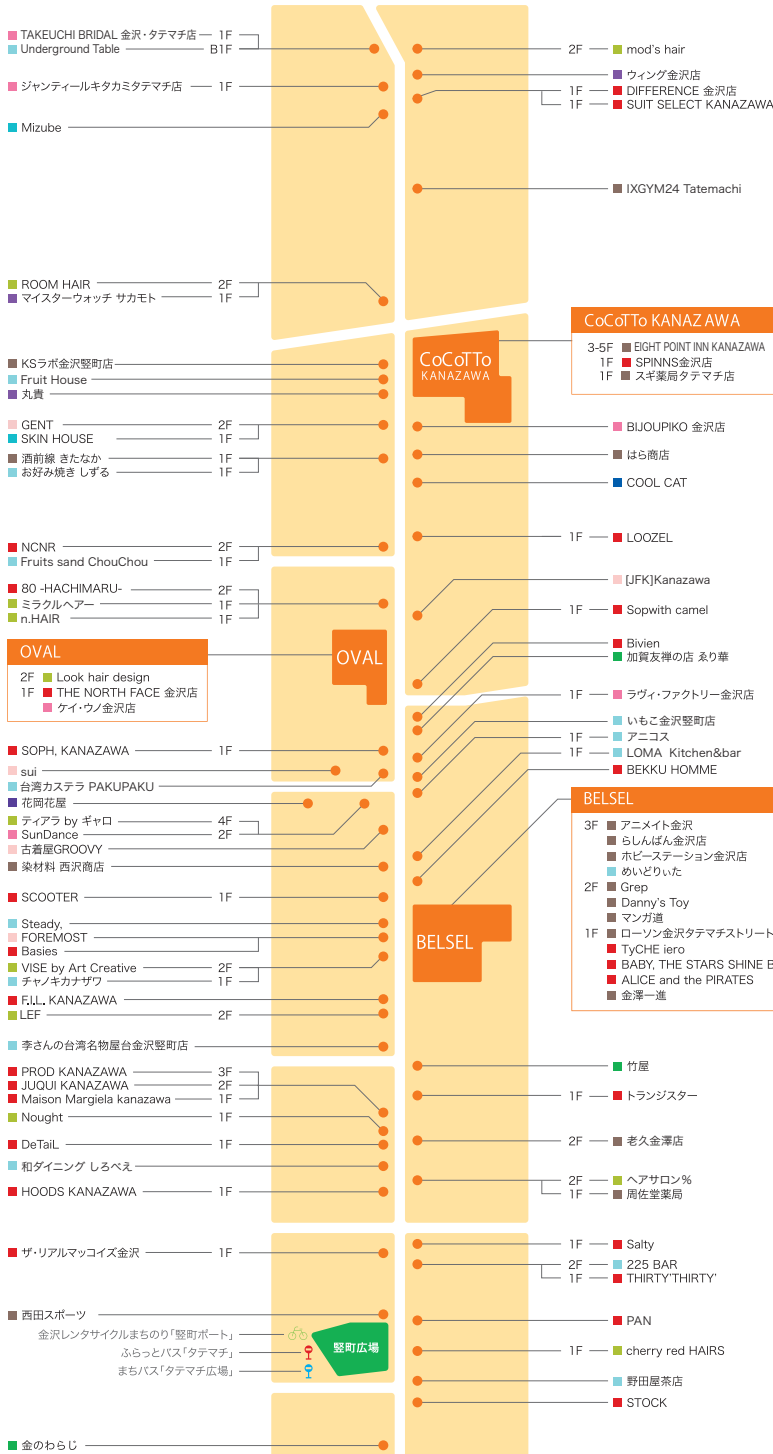 TAKEUCHI BRIDAL 金沢・タテマチ店 1F
Underground Table B1F
ジャンティールキタカミタテマチ店 1F
Mizube
ROOM HAIR 2F
マイスターウォッチ サカモト 1F
KSラボ金沢竪町店
Fruit House
丸貴
GENT 2F
SKIN HOUSE 1F
酒前線 きたなか 1F
お好み焼き しずる 1F
NCNR 2F
Fruits sand ChouChou 1F
80 -HACHIMARU- 2F
ミラクルヘアー 1F
n.HAIR 1F
OVAL
2F Look hair design
1F THE NORTH FACE 金沢店
ケイ・ウノ金沢店
OVAL
SOPH, KANAZAWA 1F
sui
台湾カステラ PAKUPAKU
花岡花屋
ティアラ by ギャロ 4F
SunDance 2F
古着屋GROOVY
染材料 西沢商店
SCOOTER 1F
Steady,
FOREMOST
Basies
VISE by Art Creative 2F
チャノキカナザワ 1F
F.I.L. KANAZAWA 1F
LEF 2F
李さんの台湾名物屋台金沢竪町店
PROD KANAZAWA 3F
JUQUI KANAZAWA 2F
Maison Margiela kanazawa 1F
Nought 1F
DeTaiL 1F
和ダイニング しろべえ
HOODS KANAZAWA 1F
ザ・リアルマッコイズ金沢 1F
西田スポーツ
金沢レンタサイクルまちのり「竪町ポート」
ふらっとバス「タテマチ」
まちバス「タテマチ広場」
竪町広場
金のわらじ
2F mod's hair
ウィング金沢店
1F DIFFERENCE 金沢店
1F SUIT SELECT KANAZAWA
IXGYM24 Tatemachi
CoCoTTo KANAZAWA
3-5F EIGHT POINT INN KANAZAWA
1F SPINNS金沢店
1F スギ薬局タテマチ店
CoCoTTo
KANAZAWA
BIJOUPIKO 金沢店
はら商店
COOL CAT
1F LOOZEL
[JFK]Kanazawa
1F Sopwith camel
Bivien
加賀友禅の店 ゑり華
1F ラヴィ・ファクトリー金沢店
いもこ金沢竪町店
1F アニコス
1F LOMA Kitchen&bar
BEKKU HOMME
BELSEL
3F アニメイト金沢
らしんばん金沢店
ホビーステーション金沢店
めいどりぃた
2F Grep
Danny's Toy
マンガ道
1F ローソン金沢タテマチストリート
TyCHE iero
BABY, THE STARS SHINE B
ALICE and the PIRATES
金澤一進
BELSEL
竹屋
1F トランジスター
2F 老久金澤店
2F ヘアサロン%
1F 周佐堂薬局
1F Salty
2F 225 BAR
1F THIRTY'THIRTY'
PAN
1F cherry red HAIRS
野田屋茶店
STOCK